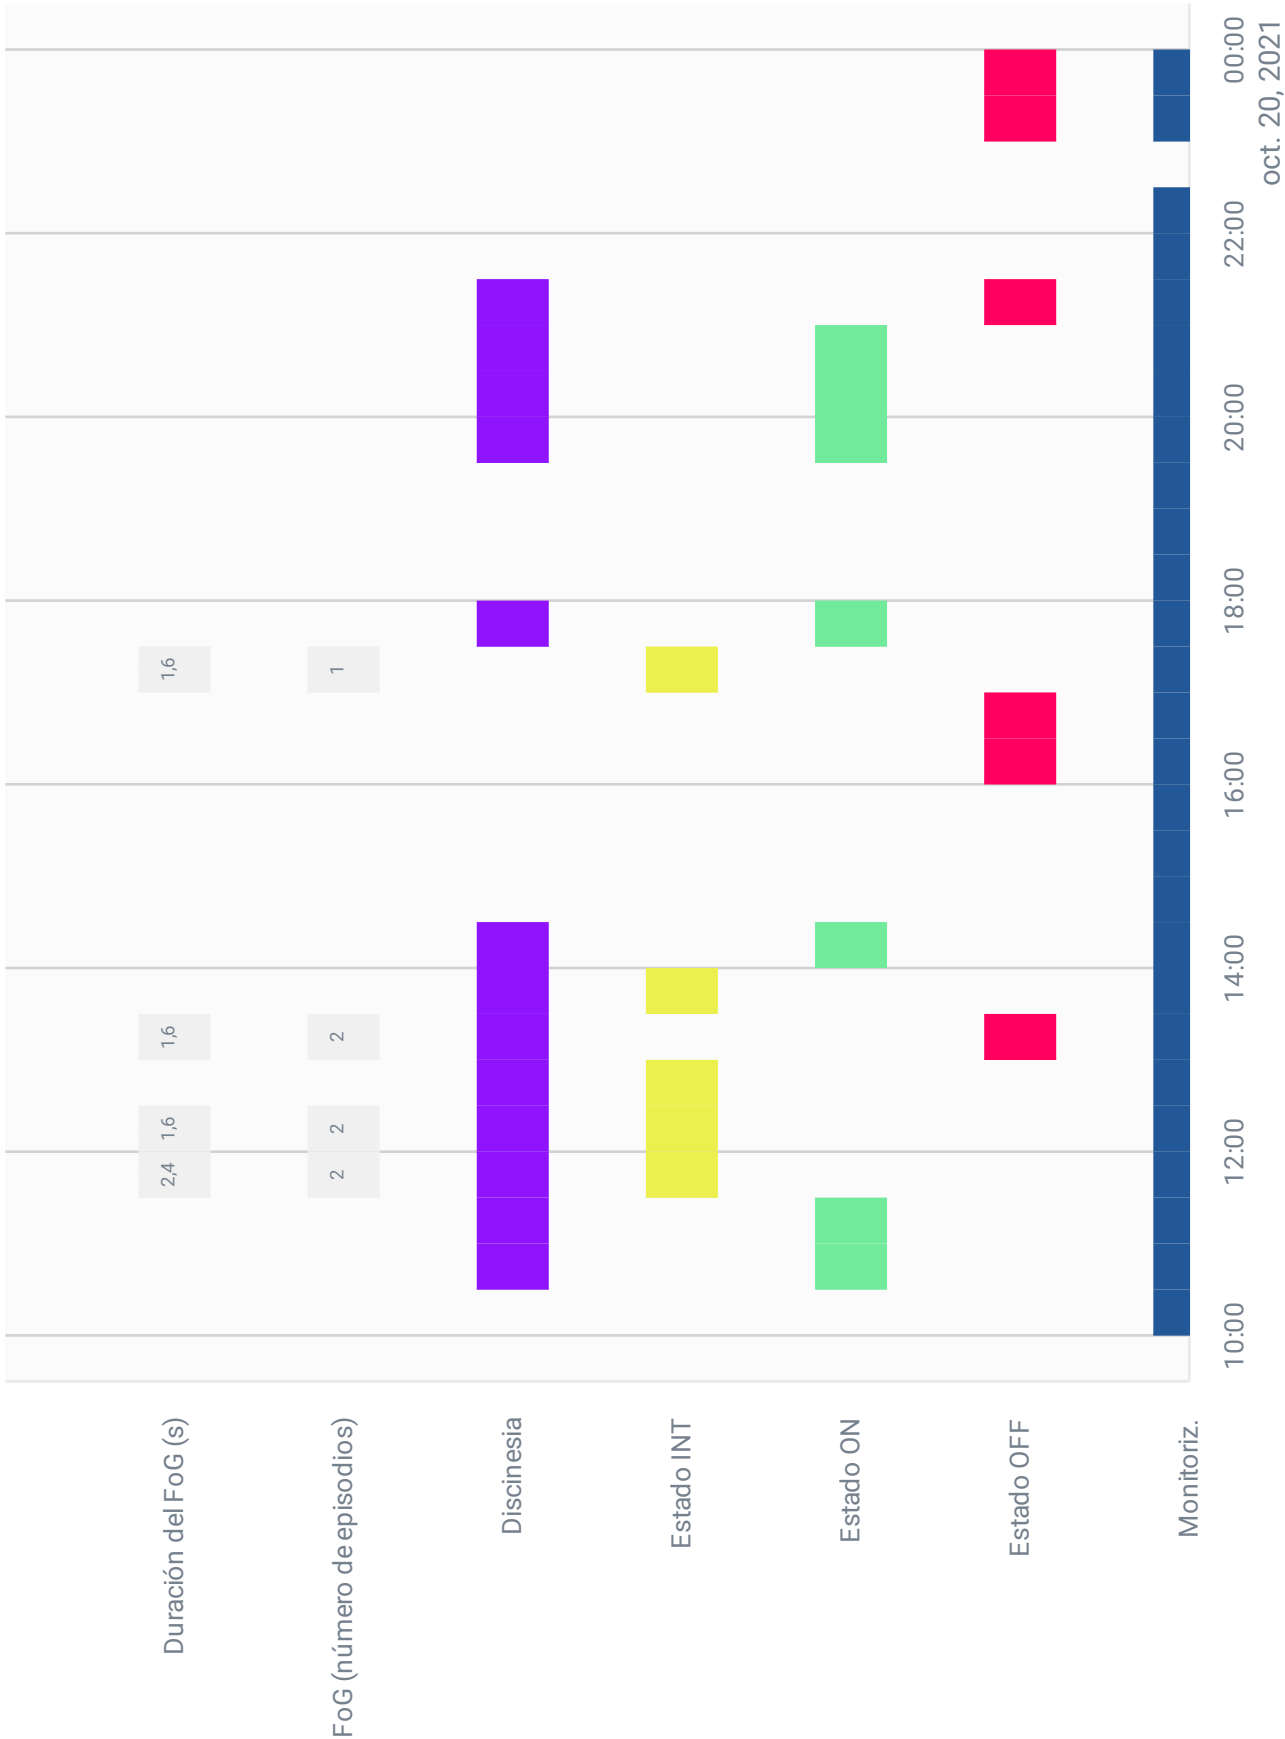 Duración del FoG (s)
2,4
1,6
1,6
1,6
FoG (número de episodios)
2
2
2
1
Discinesia
Estado INT
Estado ON
Estado OFF
Monitoriz.
10:00
12:00
14:00
16:00
18:00
20:00
22:00
00:00
oct. 20, 2021